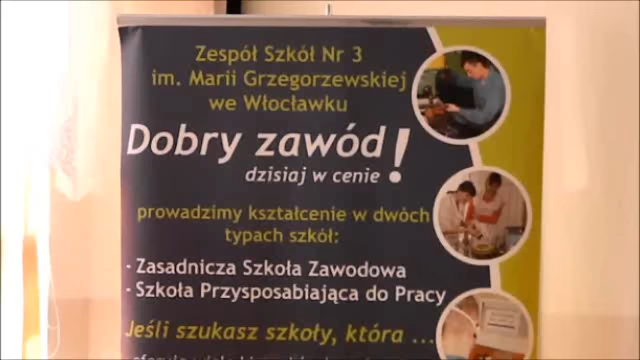 Zespół Szkół Nr 3
im. Marii Grzegorzewskiej
we Włocławku
Dobry zawód!
dzisiaj w cenie
prowadzimy kształcenie w dwóch
typach szkół:
- Zasadnicza Szkoła Zawodowa
- Szkoła Przysposabiająca do Pracy
Jeśli szukasz szkoły, która ...